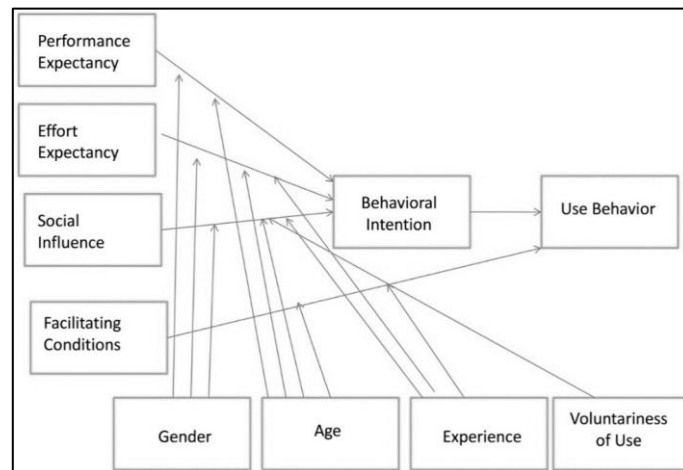 Performance
Expectancy
Effort
Expectancy
Social
Influence
Behavioral
Intention
Use Behavior
Facilitating
Conditions
Gender
Age
Experience
Voluntariness
of Use